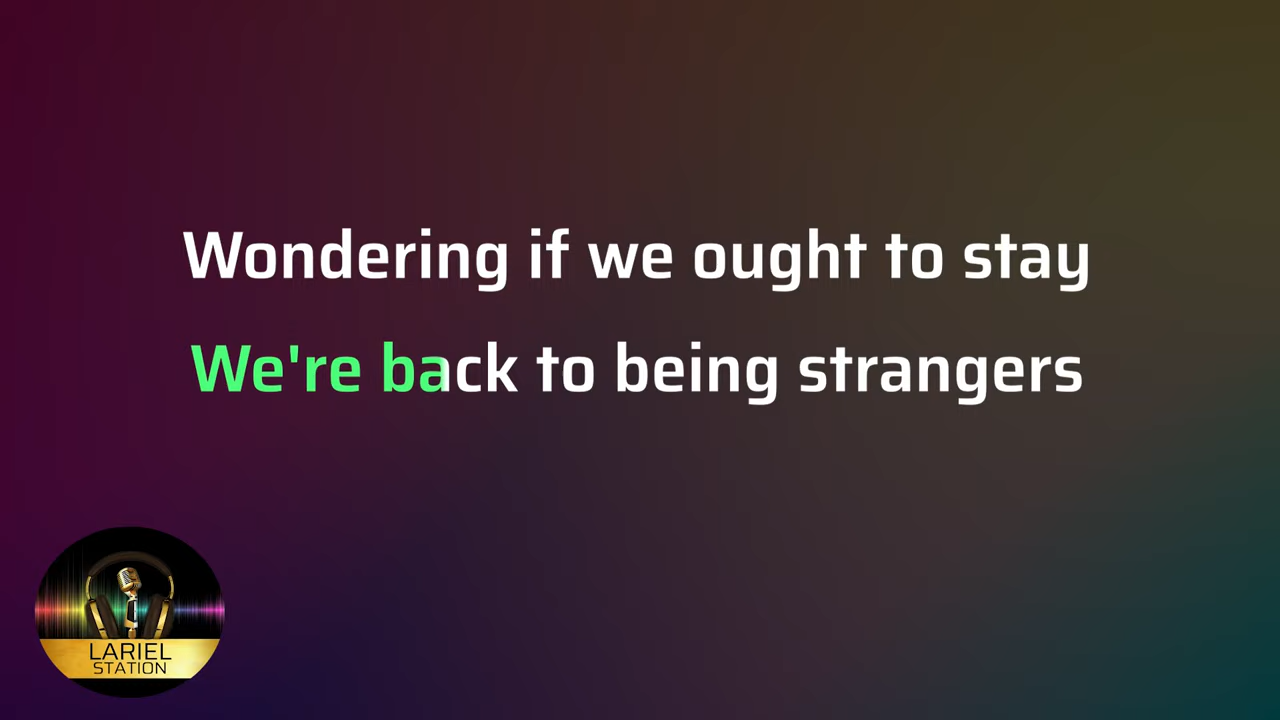 Wondering if we ought to stay
We're back to being strangers
LARIEL
STATION